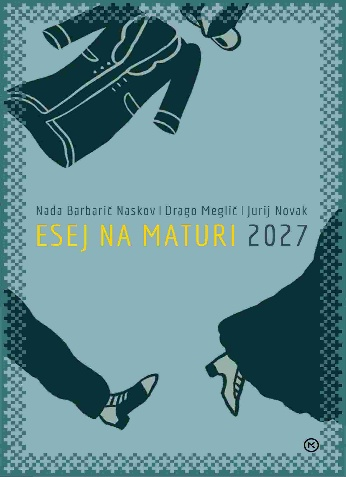 Nada Barbarič Naskov | Drago Meglič | Jurij Novak
ESEJ NA MATURI 2027